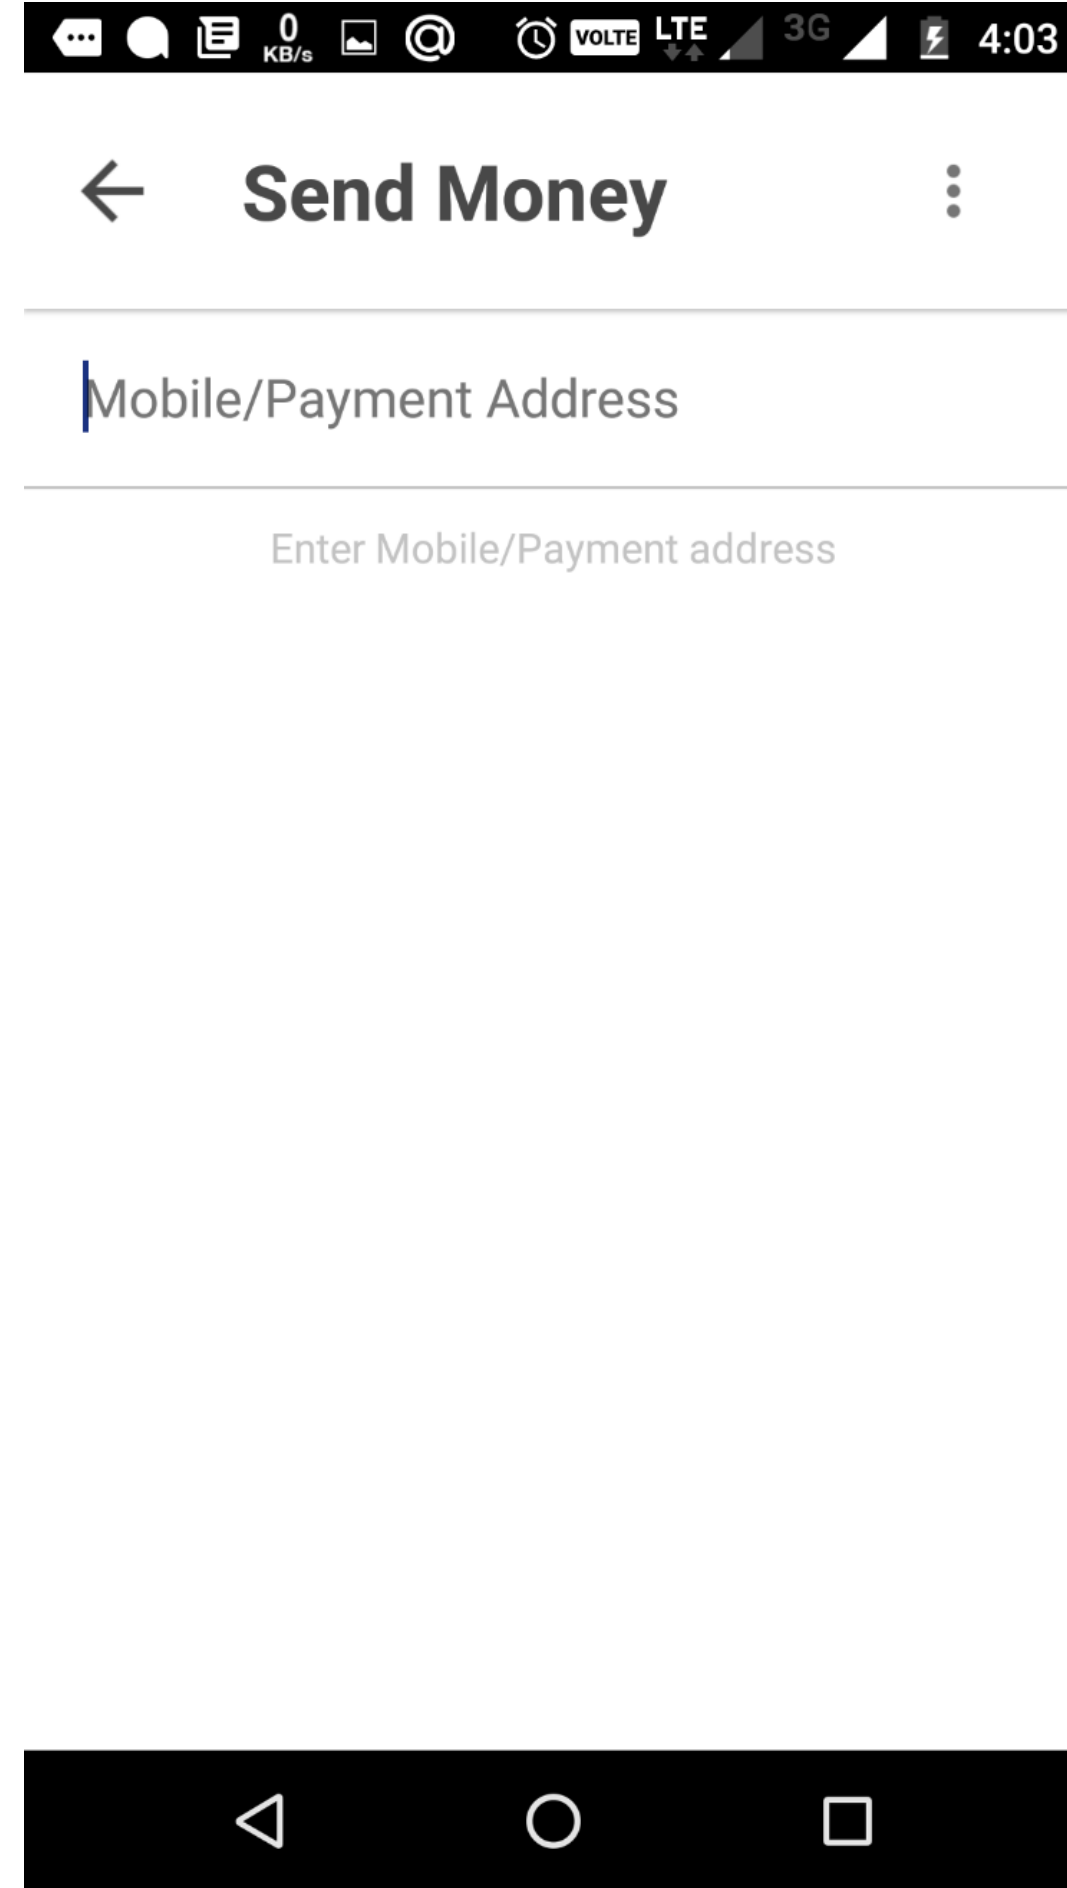 0 KB/s VOLTE LTE 3G 4:03
Send Money
Mobile/Payment Address
Enter Mobile/Payment address